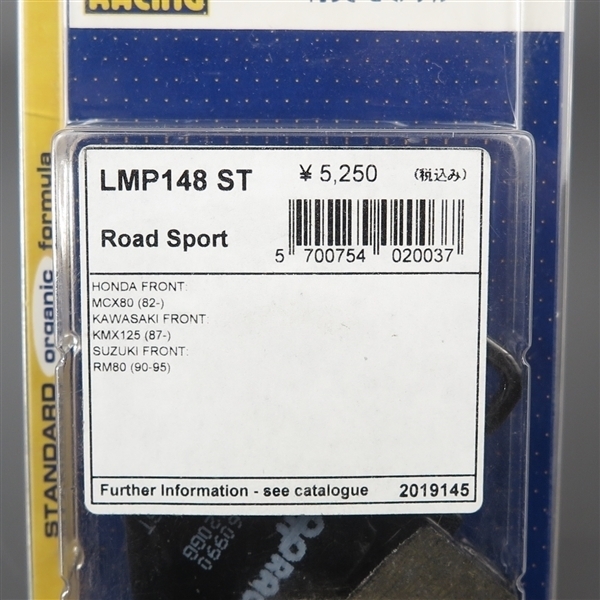 RACING
LMP148 ST
¥ 5,250 (税込み)
Road Sport
5 700754 020037
HONDA FRONT:
MCX80 (82-)
KAWASAKI FRONT:
KMX125 (87-)
SUZUKI FRONT:
RM80 (90-95)
Further Information - see catalogue 2019145
STANDARD organic formula